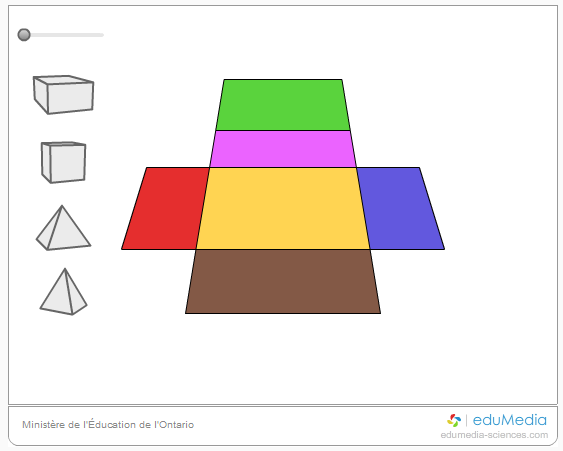 Ministère de l'Éducation de l'Ontario
eduMedia
edumedia-sciences.com